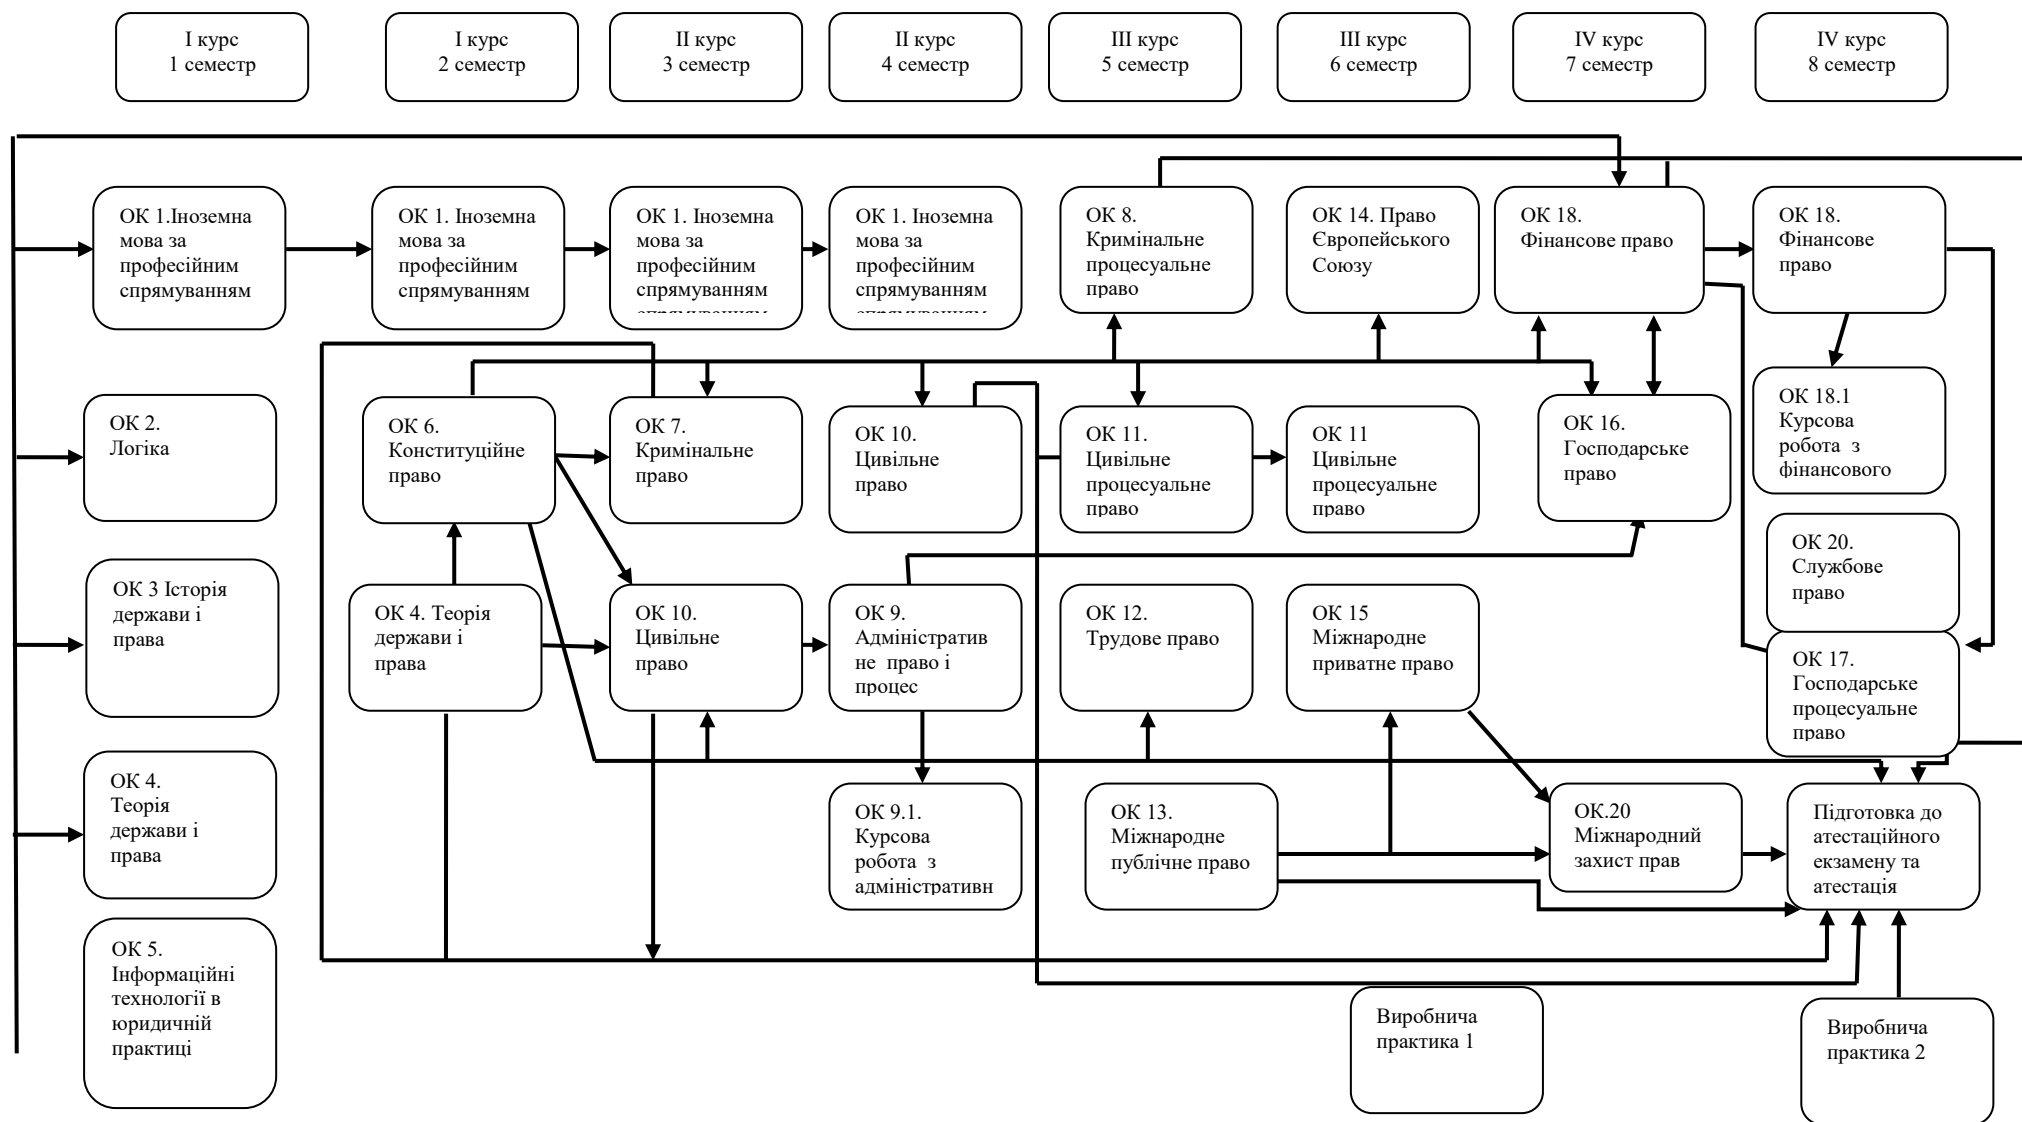 І курс
1 семестр
І курс
2 семестр
ІІ курс
3 семестр
ІІ курс
4 семестр
ІІІ курс
5 семестр
ІІІ курс
6 семестр
ІV курс
7 семестр
ІV курс
8 семестр
ОК 1.Іноземна
мова за
професійним
спрямуванням
ОК 1. Іноземна
мова за
професійним
спрямуванням
ОК 1. Іноземна
мова за
професійним
спрямуванням
ОК 1. Іноземна
мова за
професійним
спрямуванням
ОК 8.
Кримінальне
процесуальне
право
ОК 14. Право
Європейського
Союзу
ОК 18.
Фінансове право
ОК 18.
Фінансове
право
ОК 2.
Логіка
ОК 6.
Конституційне
право
ОК 7.
Кримінальне
право
ОК 10.
Цивільне
право
ОК 11.
Цивільне
процесуальне
право
ОК 11
Цивільне
процесуальне
право
ОК 16.
Господарське
право
ОК 18.1
Курсова
робота з
фінансового
ОК 20.
Службове
право
ОК 3 Історія
держави і
права
ОК 4. Теорія
держави і
права
ОК 10.
Цивільне
право
ОК 9.
Адміністратив
не право і
процес
ОК 12.
Трудове право
ОК 15
Міжнародне
приватне право
ОК 17.
Господарське
процесуальне
право
ОК 4.
Теорія
держави і
права
ОК 9.1.
Курсова
робота з
адміністративн
ОК 13.
Міжнародне
публічне право
ОК.20
Міжнародний
захист прав
Підготовка до
атестаційного
екзамену та
атестація
ОК 5.
Інформаційні
технології в
юридичній
практиці
Виробнича
практика 1
Виробнича
практика 2